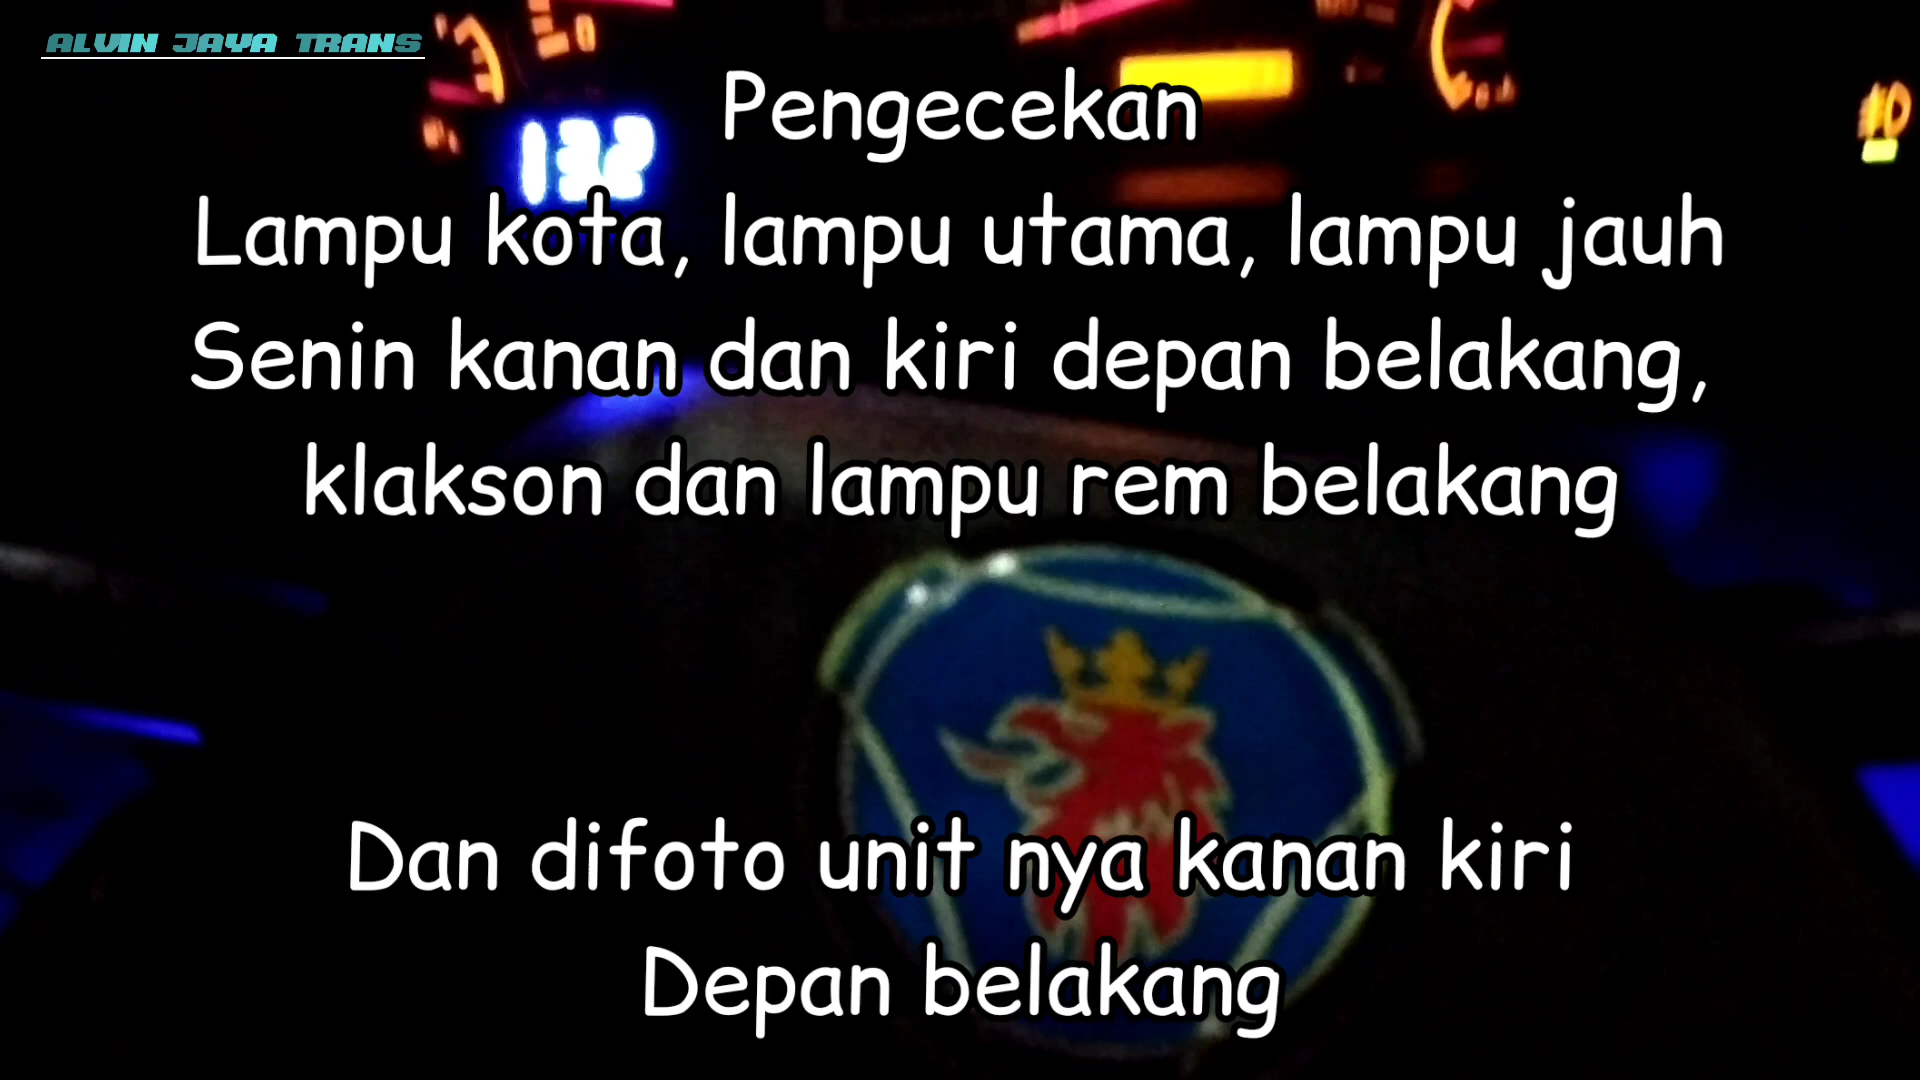 ALVIN JAYA TRANS
Pengecekan
132
Lampu kota, lampu utama, lampu jauh
Senin kanan dan kiri depan belakang,
klakson dan lampu rem belakang
Dan difoto unit nya kanan kiri
Depan belakang